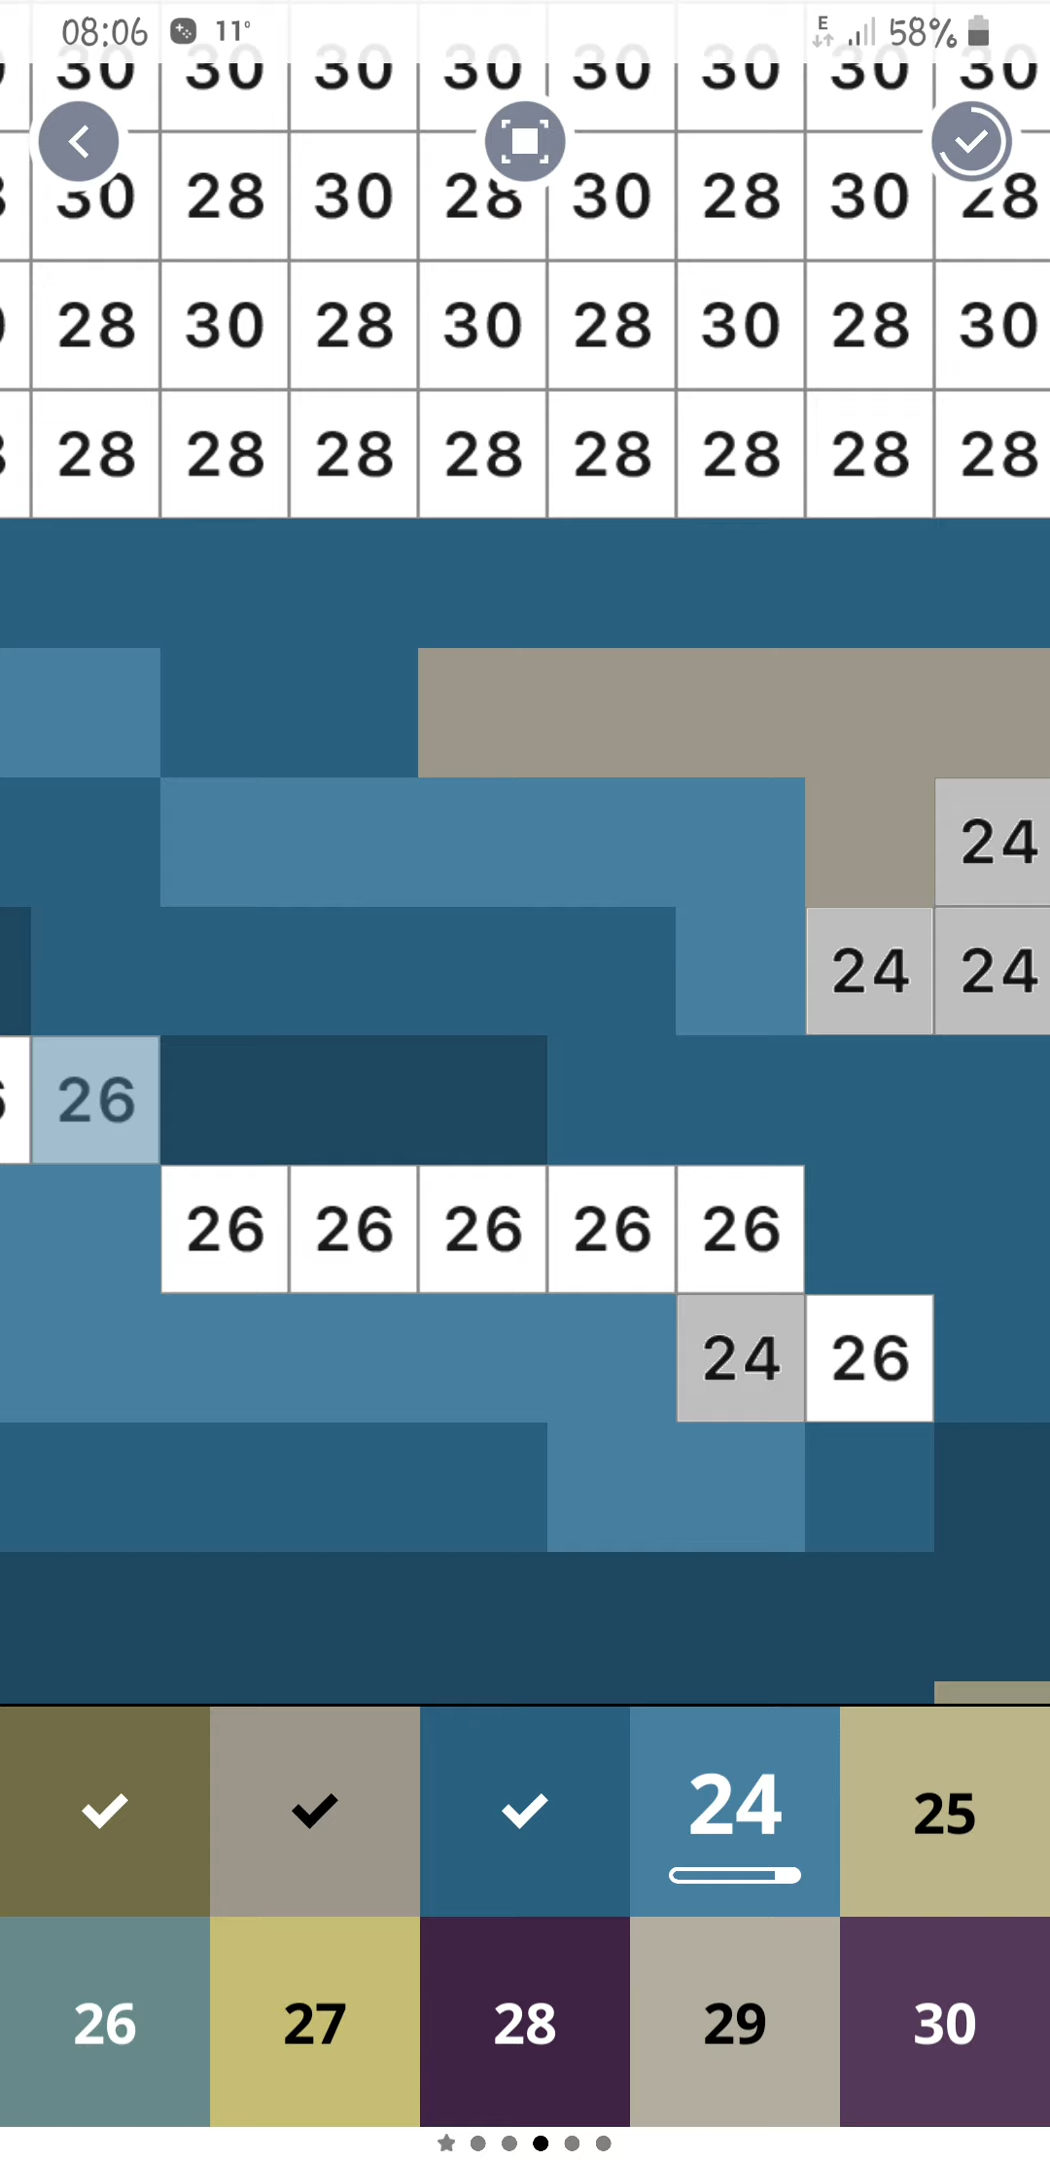 08:06 11° E 58%
30 30 30 30 30 30 30 30
30 28 30 28 30 28 30 28
28 30 28 30 28 30 28 30
28 28 28 28 28 28 28 28
24
24 24
26
26 26 26 26 26
24 26
24 25
26 27 28 29 30